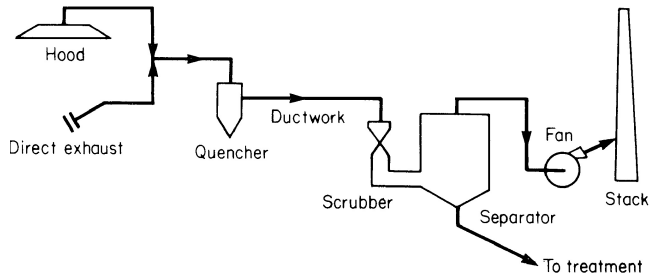 Hood
Direct exhaust
Quencher
Ductwork
Scrubber
Separator
Fan
Stack
To treatment